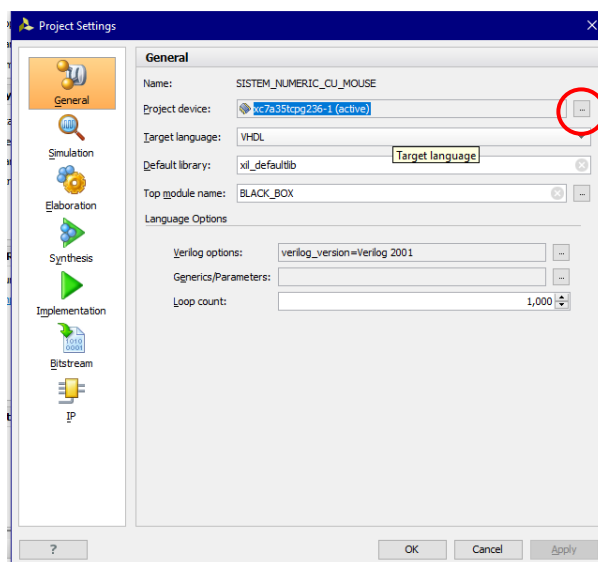 Project Settings
General
Simulation
Elaboration
Synthesis
Implementation
1010
0001
Bitstream
IP
General
Name: SISTEM_NUMERIC_CU_MOUSE
Project device: xc7a35tcpg236-1 (active) ...
Target language: VHDL
Target language
Default library: xil_defaultlib
Top module name: BLACK_BOX ...
Language Options
Verilog options: verilog_version=Verilog 2001 ...
Generics/Parameters: ...
Loop count: 1,000
? OK Cancel Apply